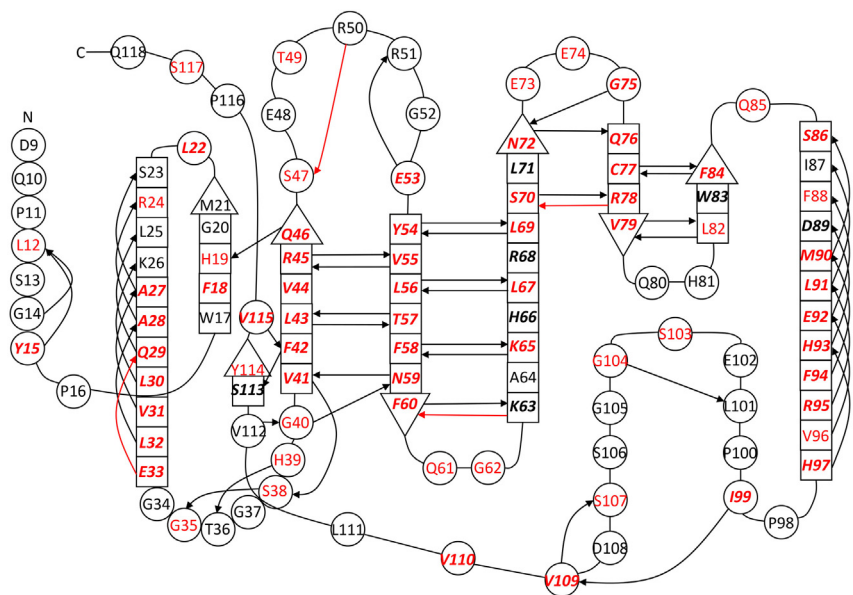 N
D9
Q10
P11
L12
S13
G14
Y15
P16
W17
F18
H19
G20
M21
L22
S23
R24
L25
K26
A27
A28
Q29
L30
V31
L32
E33
G34
G35
T36
G37
S38
H39
G40
V41
F42
L43
V44
R45
Q46
S47
E48
T49
R50
R51
G52
E53
Y54
V55
L56
T57
F58
N59
F60
Q61
G62
K63
A64
K65
H66
L67
R68
L69
S70
L71
N72
E73
E74
G75
Q76
C77
R78
V79
Q80
H81
L82
W83
F84
Q85
S86
I87
F88
D89
M90
L91
E92
H93
F94
R95
V96
H97
P98
I99
P100
L101
E102
S103
G104
G105
S106
S107
D108
V109
V110
L111
V112
S113
Y114
V115
P116
S117
Q118
C